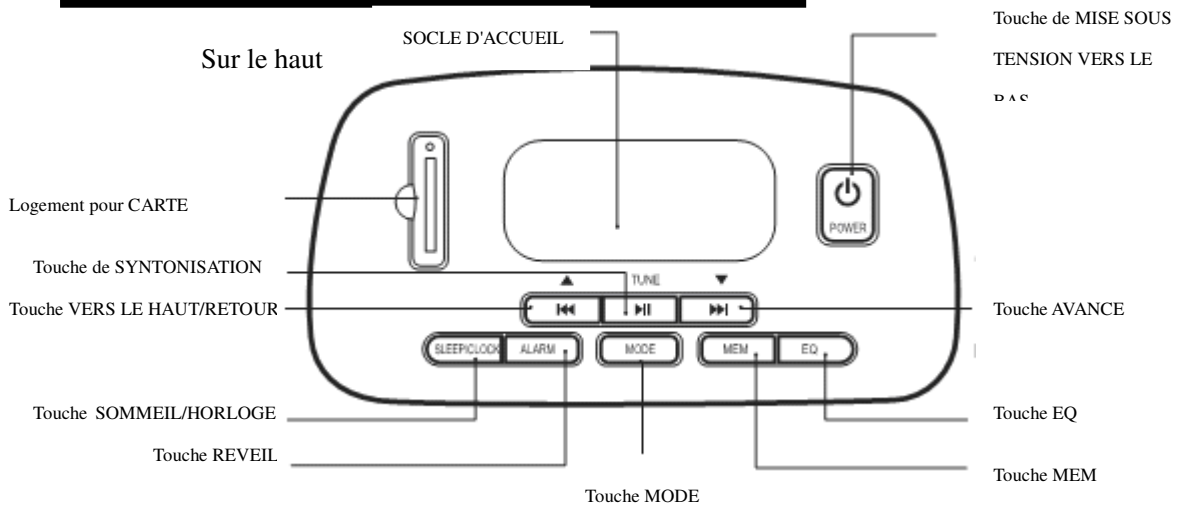 Touche de MISE SOUS
SOCLE D'ACCUEIL
Sur le haut
TENSION VERS LE
BAS
POWER
Logement pour CARTE
Touche de SYNTONISATION
▲ TUNE ▼
Touche VERS LE HAUT/RETOUR
Touche AVANCE
SLEEP/CLOCK ALARM MODE MEM EQ
Touche SOMMEIL/HORLOGE
Touche EQ
Touche REVEIL
Touche MEM
Touche MODE